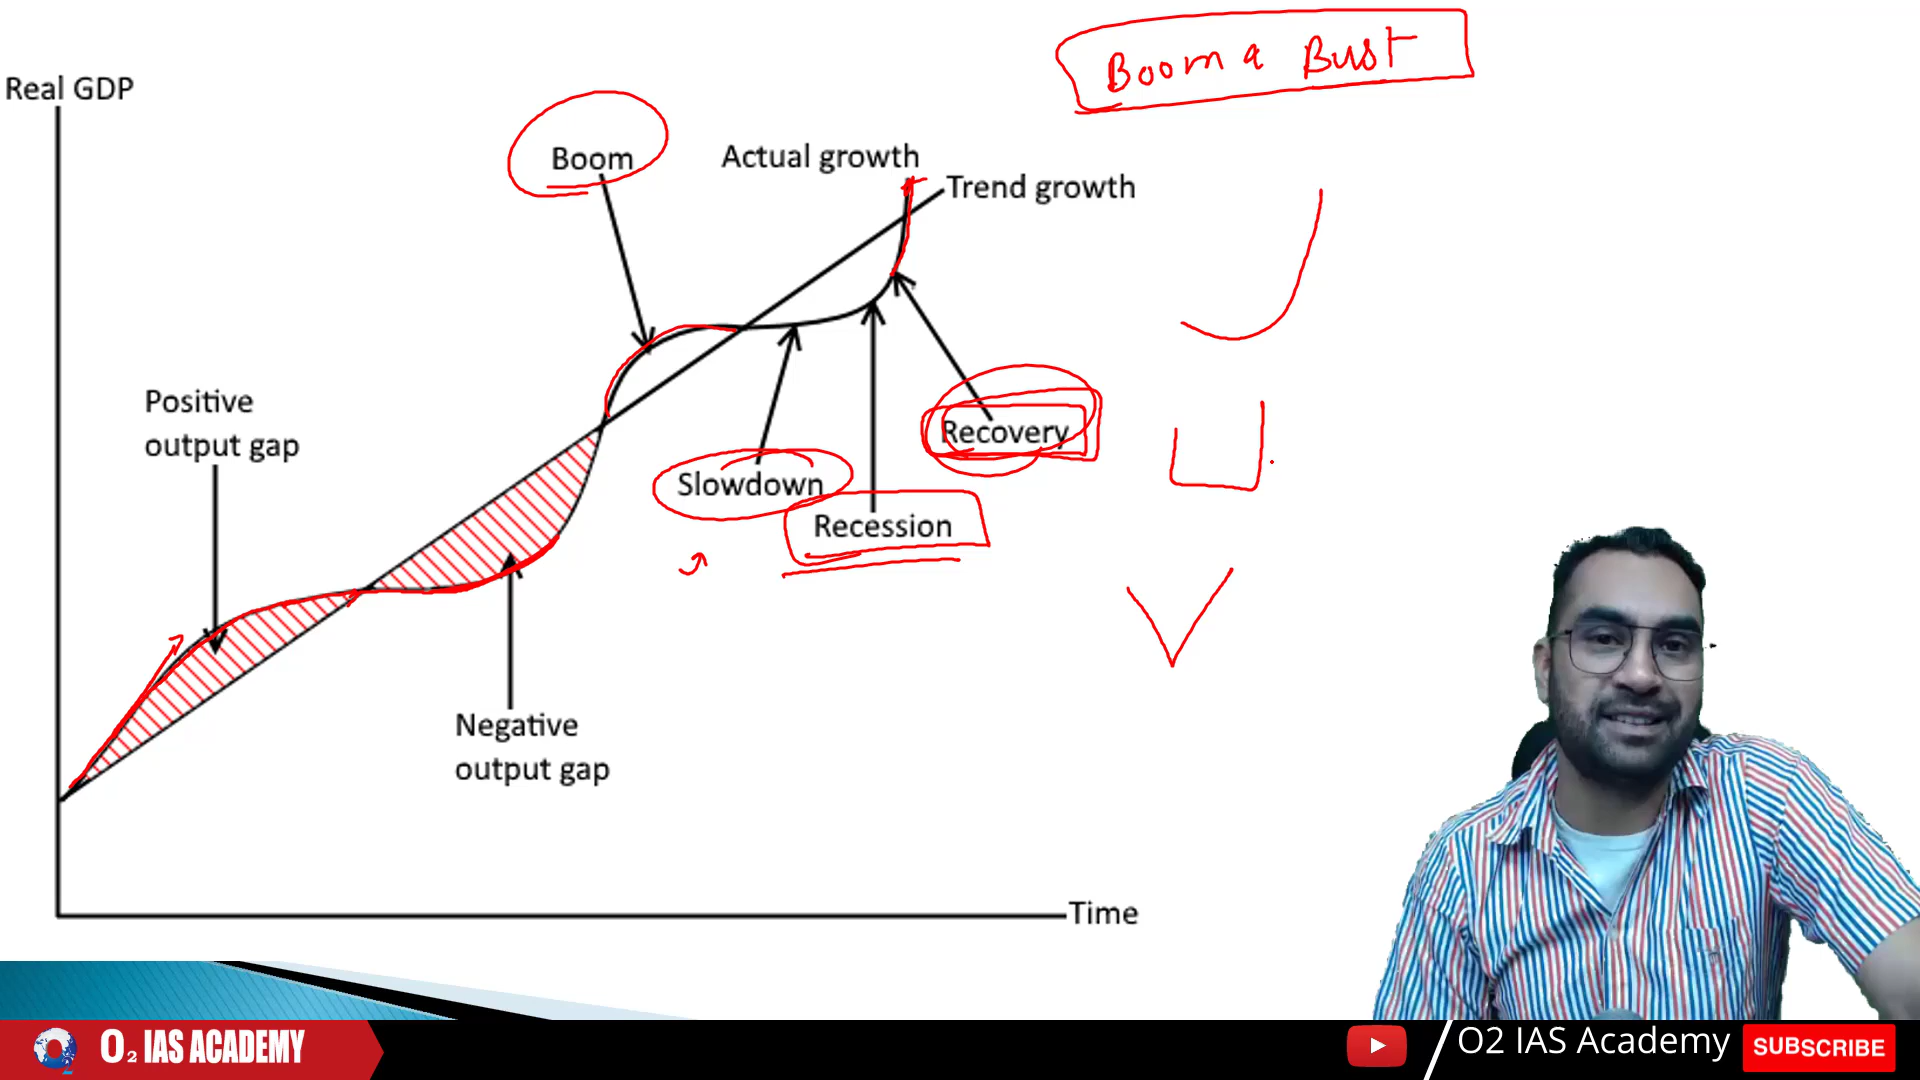 Boom & Bust
Real GDP
Boom
Actual growth
Trend growth
Positive
output gap
Recovery
Slowdown
Recession
Negative
output gap
Time
O2 IAS ACADEMY
O2 IAS Academy
SUBSCRIBE